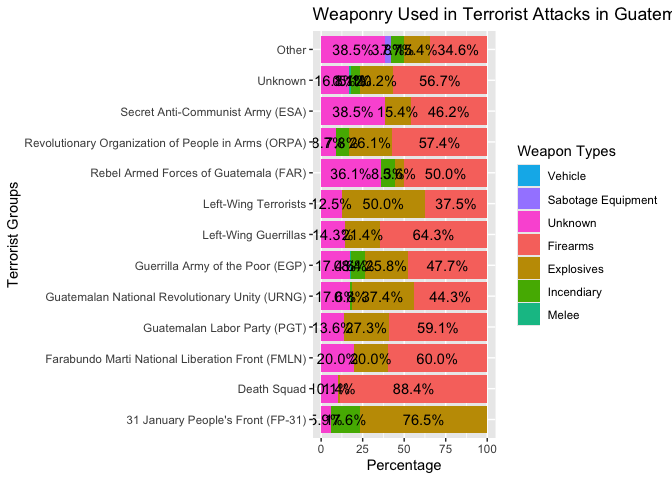 Weaponry Used in Terrorist Attacks in Guatem
Terrorist Groups
Other
38.5% 34.6%
Unknown
56.7%
Secret Anti-Communist Army (ESA)
38.5% 15.4% 46.2%
Revolutionary Organization of People in Arms (ORPA)
26.1% 57.4%
Rebel Armed Forces of Guatemala (FAR)
36.1% 50.0%
Left-Wing Terrorists
12.5% 50.0% 37.5%
Left-Wing Guerrillas
14.3% 21.4% 64.3%
Guerrilla Army of the Poor (EGP)
25.8% 47.7%
Guatemalan National Revolutionary Unity (URNG)
37.4% 44.3%
Guatemalan Labor Party (PGT)
13.6% 27.3% 59.1%
Farabundo Marti National Liberation Front (FMLN)
20.0% 20.0% 60.0%
Death Squad
88.4%
31 January People's Front (FP-31)
5.9% 17.6% 76.5%
0 25 50 75 100
Percentage
Weapon Types
Vehicle
Sabotage Equipment
Unknown
Firearms
Explosives
Incendiary
Melee